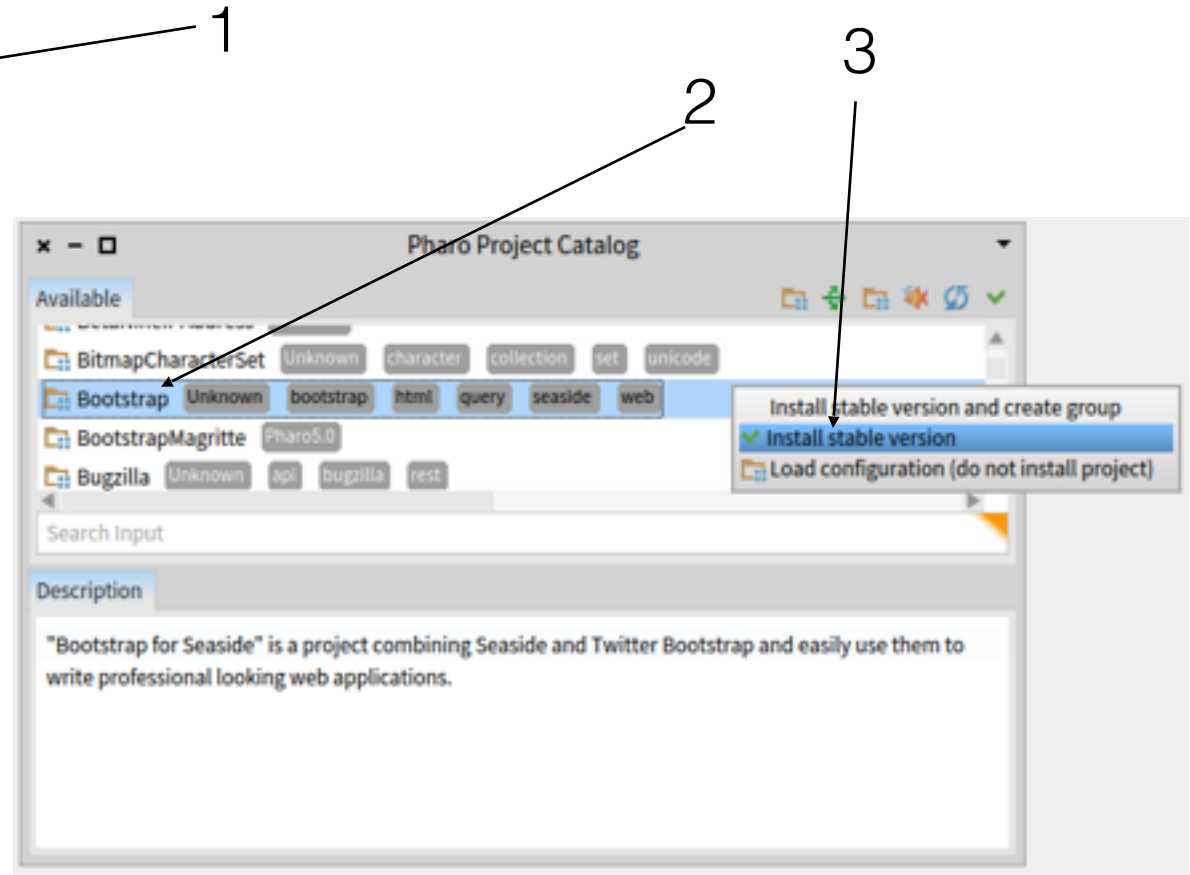 1
3
2
Pharo Project Catalog
Available
BitmapCharacterSet Unknown character collection set unicode
Bootstrap Unknown bootstrap html query seaside web
Install stable version and create group
BootstrapMagritte Pharo5.0
Install stable version
Bugzilla Unknown api bugzilla rest
Load configuration (do not install project)
Search Input
Description
"Bootstrap for Seaside" is a project combining Seaside and Twitter Bootstrap and easily use them to
write professional looking web applications.